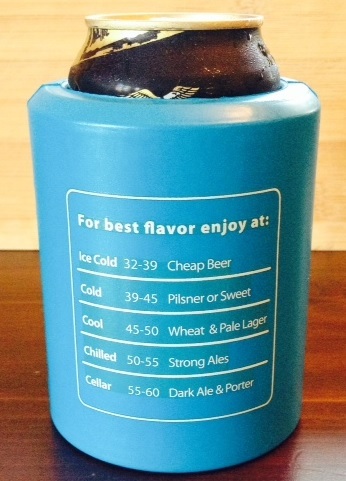 For best flavor enjoy at:
Ice Cold 32-39 Cheap Beer
Cold 39-45 Pilsner or Sweet
Cool 45-50 Wheat & Pale Lager
Chilled 50-55 Strong Ales
Cellar 55-60 Dark Ale & Porter